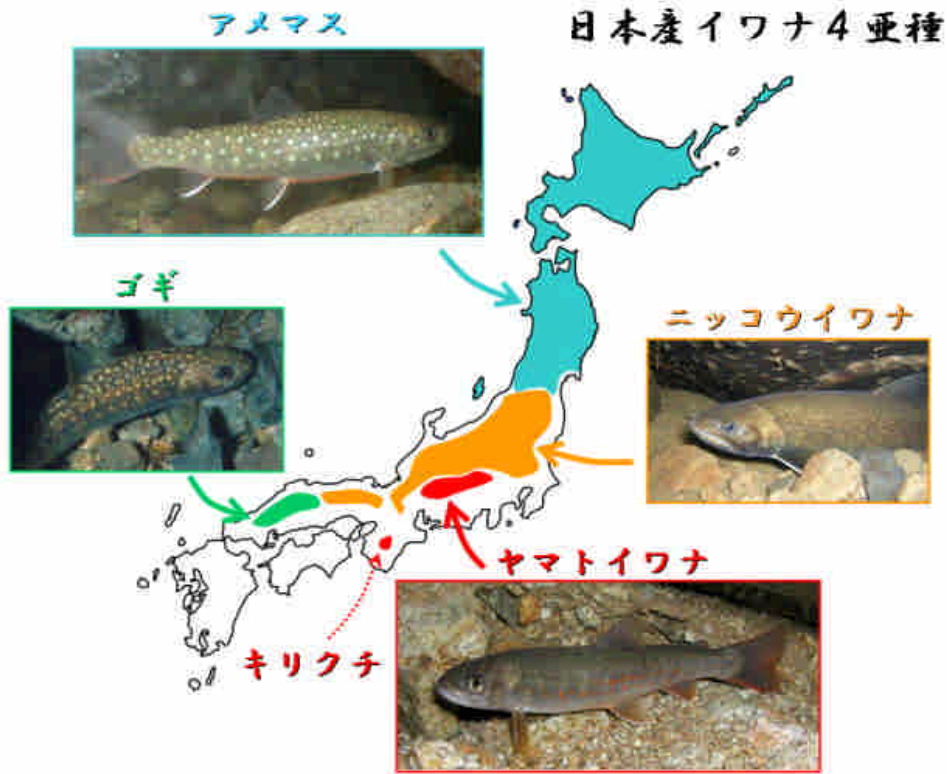 アメマス
日本産イワナ４亜種
ゴギ
ニッコウイワナ
ヤマトイワナ
キリクチ